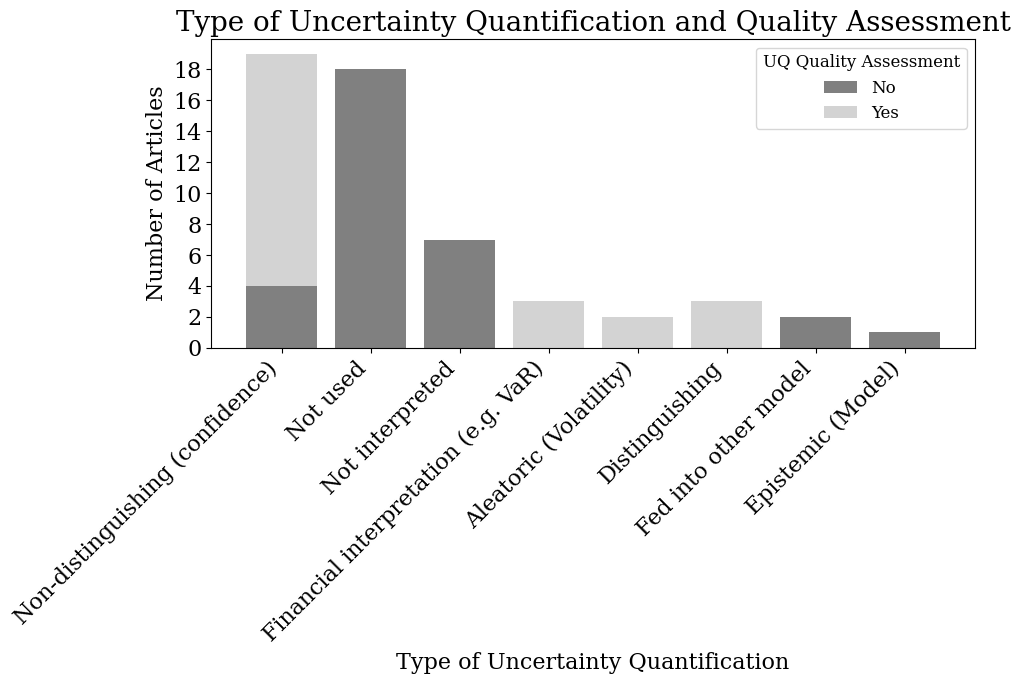 Type of Uncertainty Quantification and Quality Assessment
Number of Articles
18
16
14
12
10
8
6
4
2
0
UQ Quality Assessment
No
Yes
Non-distinguishing (confidence)
Not used
Not interpreted
Financial interpretation (e.g. VaR)
Aleatoric (Volatility)
Distinguishing
Fed into other model
Epistemic (Model)
Type of Uncertainty Quantification